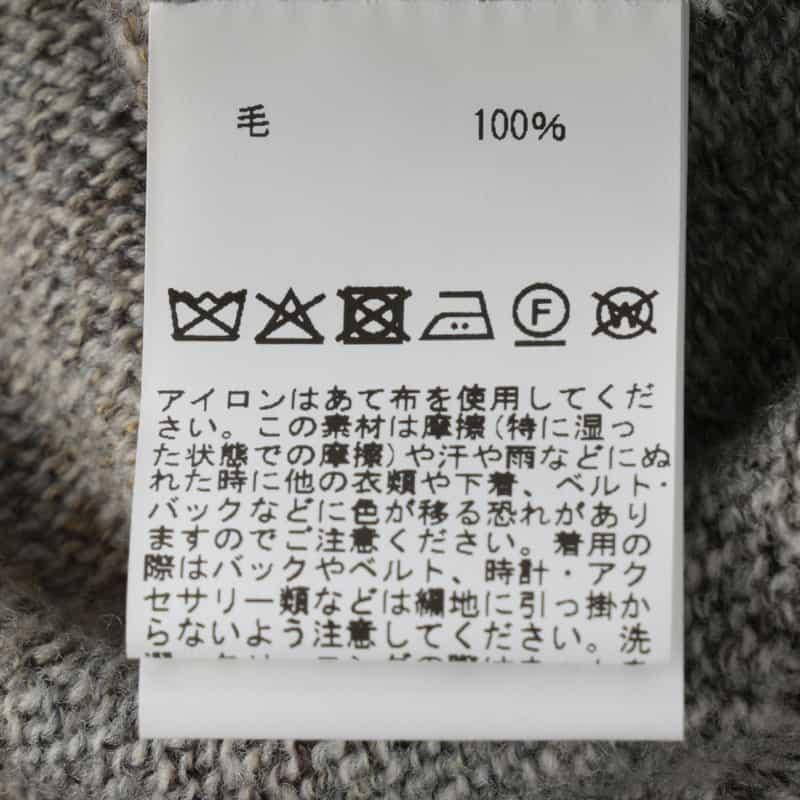 毛 100%
F W
アイロンはあて布を使用してくだ
さい。この素材は摩擦(特に湿っ
た状態での摩擦)や汗や雨などにぬ
れた時に他の衣類や下着、ベルト・
バックなどに色が移る恐れがあり
ますのでご注意ください。着用の
際はバックやベルト、時計・アク
セサリー類などは編地に引っ掛か
らないよう注意してください。洗